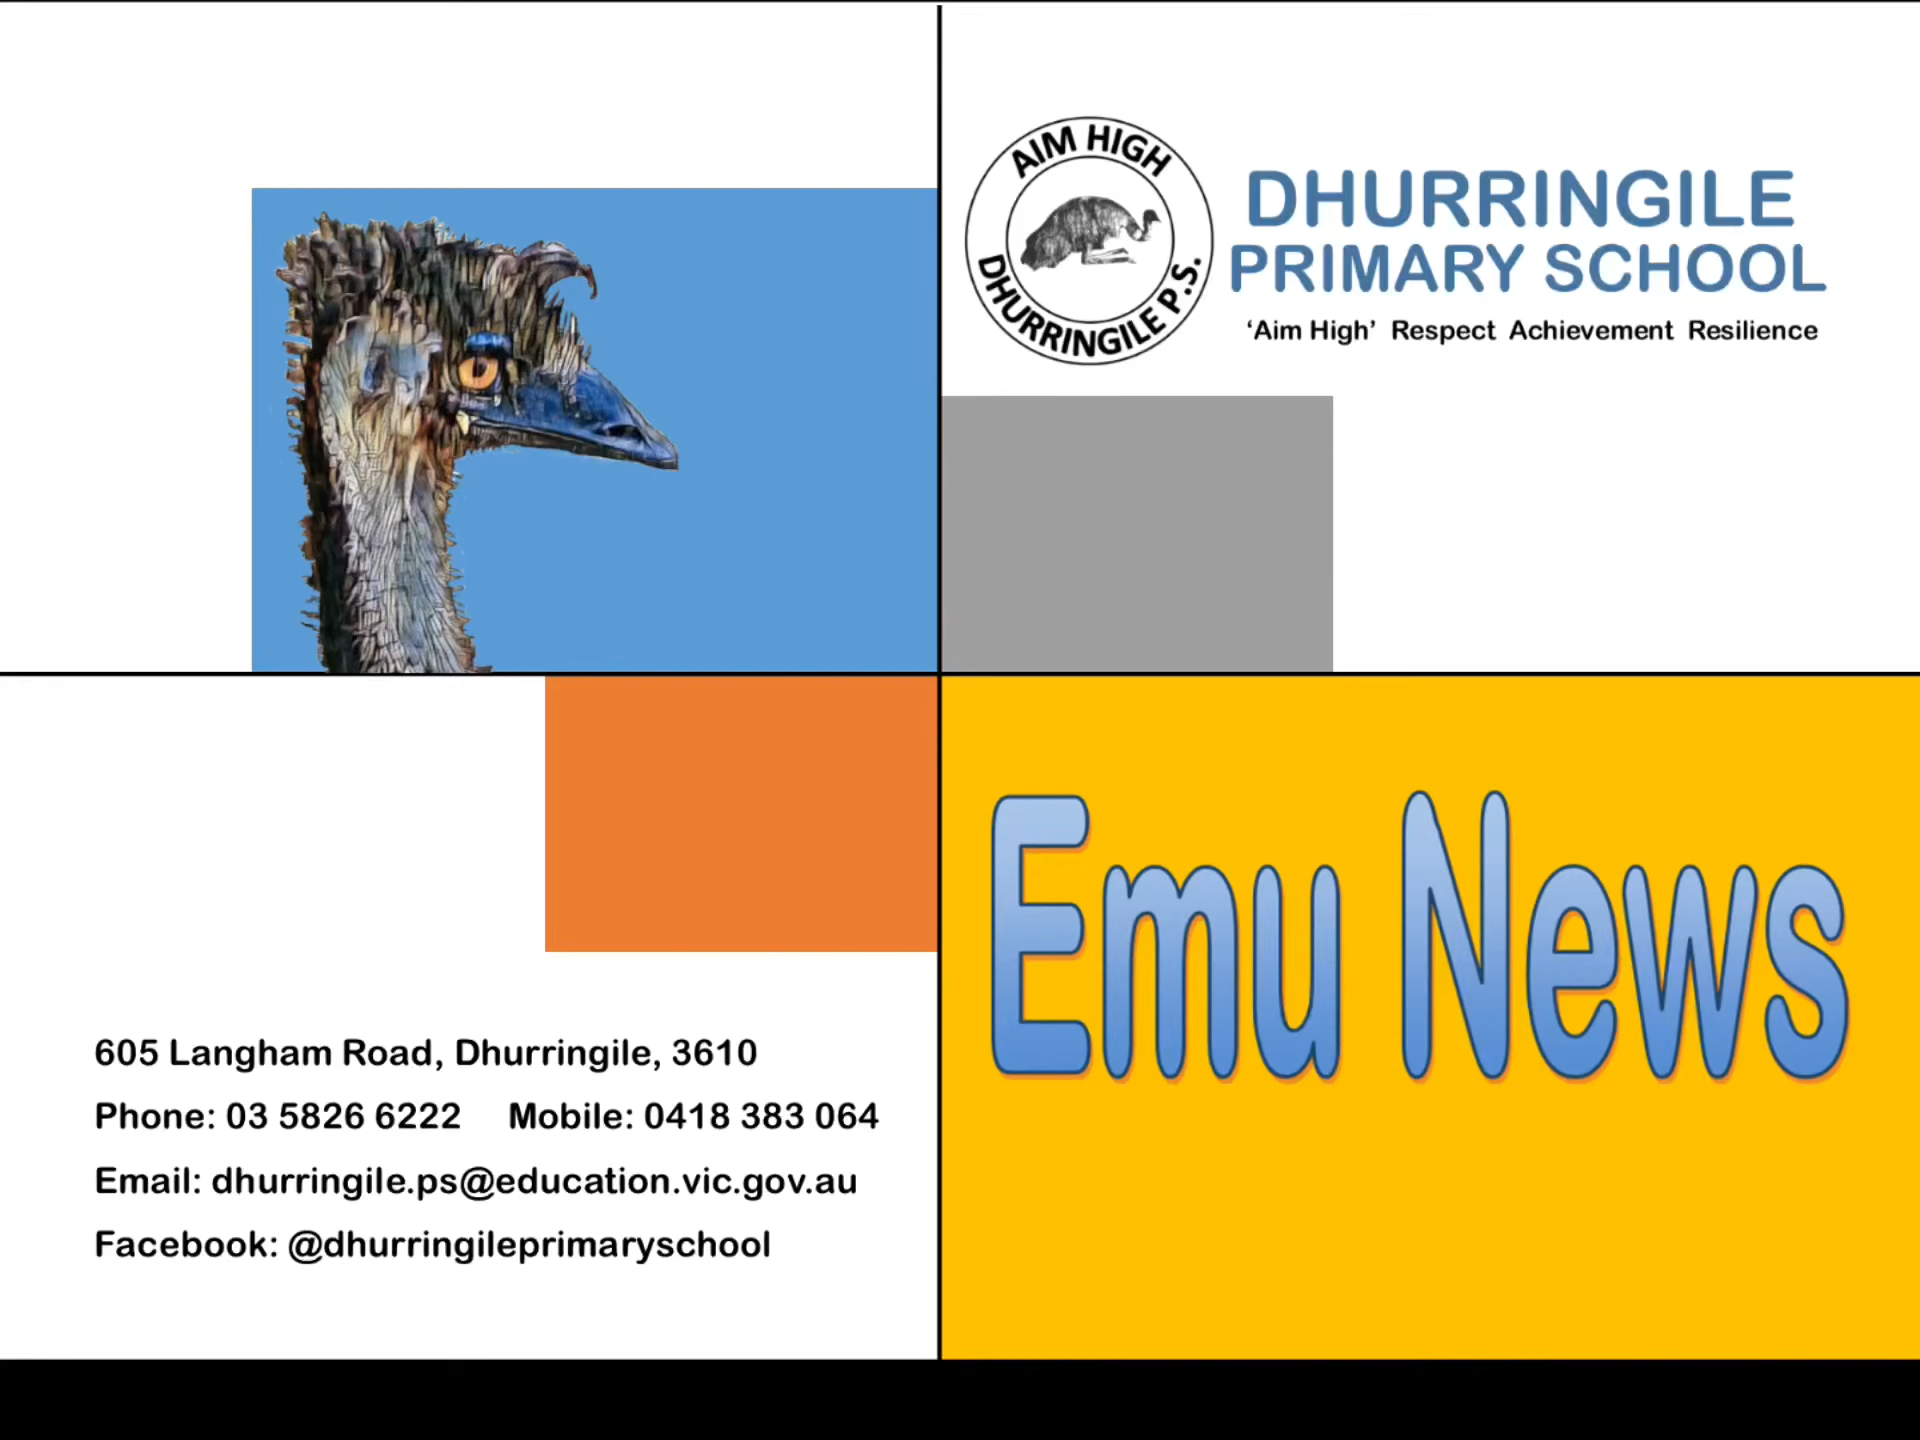 AIM HIGH
DHURRINGILE P.S.
DHURRINGILE
PRIMARY SCHOOL
‘Aim High’ Respect Achievement Resilience
Emu News
605 Langham Road, Dhurringile, 3610
Phone: 03 5826 6222 Mobile: 0418 383 064
Email: dhurringile.ps@education.vic.gov.au
Facebook: @dhurringileprimaryschool